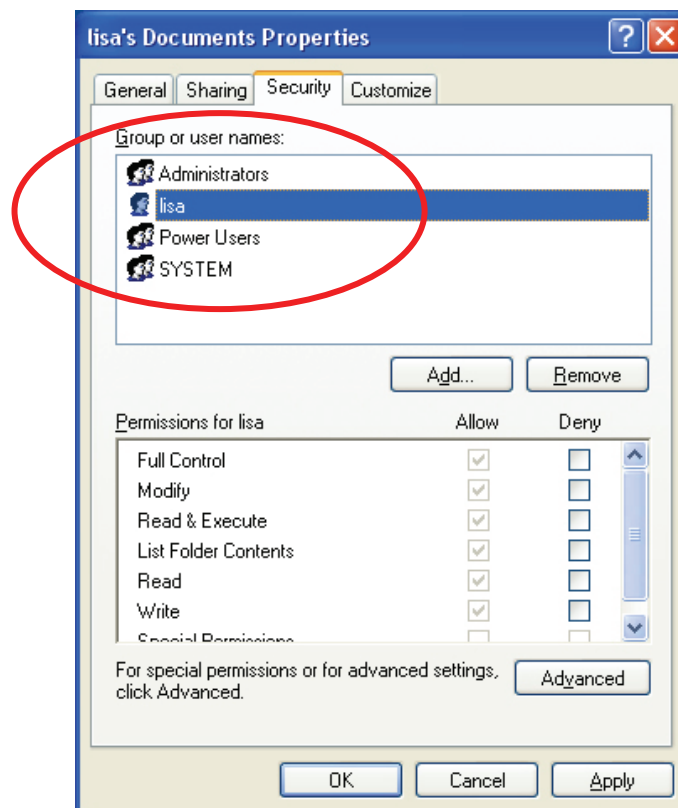 lisa's Documents Properties
General Sharing Security Customize
Group or user names:
Administrators
lisa
Power Users
SYSTEM
Add... Remove
Permissions for lisa Allow Deny
Full Control
Modify
Read & Execute
List Folder Contents
Read
Write
Special Permissions
For special permissions or for advanced settings, Advanced
click Advanced.
OK Cancel Apply